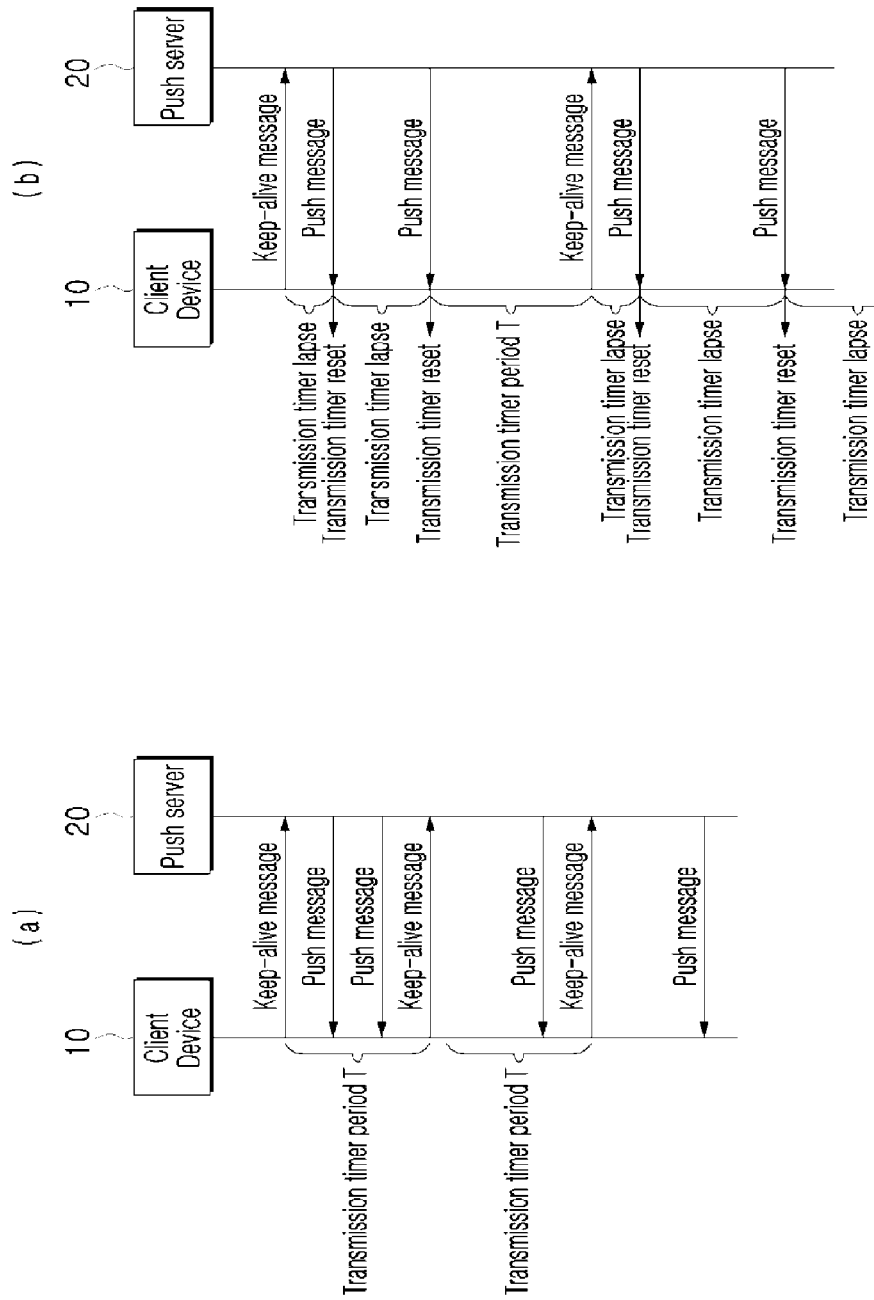 (a)
10
20
Client
Device
Push server
Keep-alive message
Push message
Push message
Keep-alive message
Push message
Keep-alive message
Push message
Transmission timer period T
Transmission timer period T
(b)
10
20
Client
Device
Push server
Keep-alive message
Push message
Push message
Keep-alive message
Push message
Push message
Transmission timer lapse
Transmission timer reset
Transmission timer lapse
Transmission timer reset
Transmission timer period T
Transmission timer lapse
Transmission timer reset
Transmission timer lapse
Transmission timer reset
Transmission timer lapse